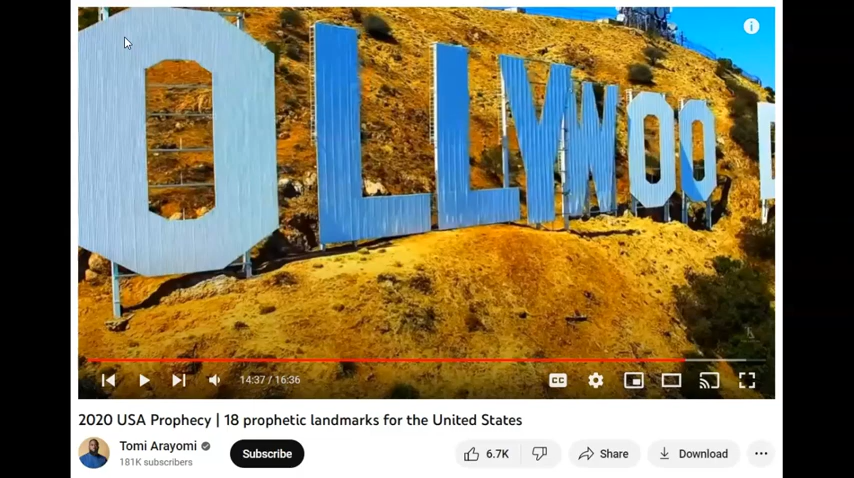 OLLYWOO
14:37 / 16:36
CC
2020 USA Prophecy | 18 prophetic landmarks for the United States
Tomi Arayomi
181K subscribers
Subscribe
6.7K
Share
Download